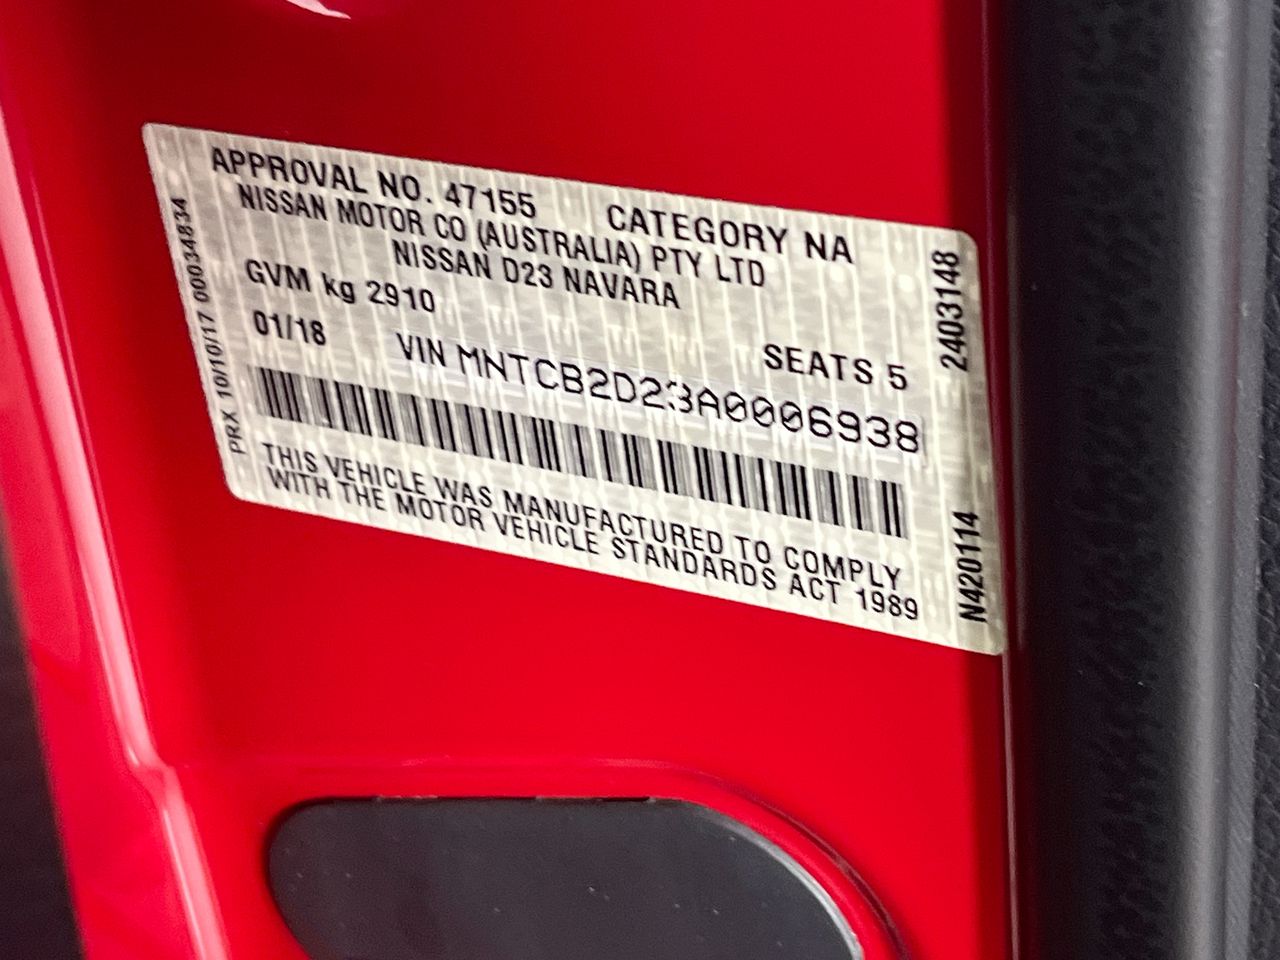 APPROVAL NO. 47155 CATEGORY NA
NISSAN MOTOR CO (AUSTRALIA) PTY LTD
NISSAN D23 NAVARA
GVM kg 2910
SEATS 5
01/18 VIN MNTCB2D23A0006938
THIS VEHICLE WAS MANUFACTURED TO COMPLY
WITH THE MOTOR VEHICLE STANDARDS ACT 1989
PRX 10/10/17 00034834
2403148
N420114